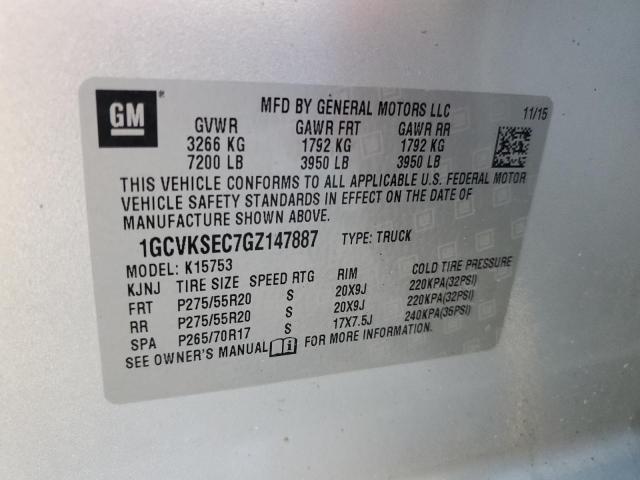 GM
MFD BY GENERAL MOTORS LLC 11/15
GVWR GAWR FRT GAWR RR
3266 KG 1792 KG 1792 KG
7200 LB 3950 LB 3950 LB
THIS VEHICLE CONFORMS TO ALL APPLICABLE U.S. FEDERAL MOTOR
VEHICLE SAFETY STANDARDS IN EFFECT ON THE DATE OF
MANUFACTURE SHOWN ABOVE.
1GCVKSEC7GZ147887 TYPE: TRUCK
MODEL: K15753
KJNJ TIRE SIZE SPEED RTG RIM COLD TIRE PRESSURE
FRT P275/55R20 S 20X9J 220KPA(32PSI)
RR P275/55R20 S 20X9J 220KPA(32PSI)
SPA P265/70R17 S 17X7.5J 240KPA(35PSI)
SEE OWNER'S MANUAL FOR MORE INFORMATION.